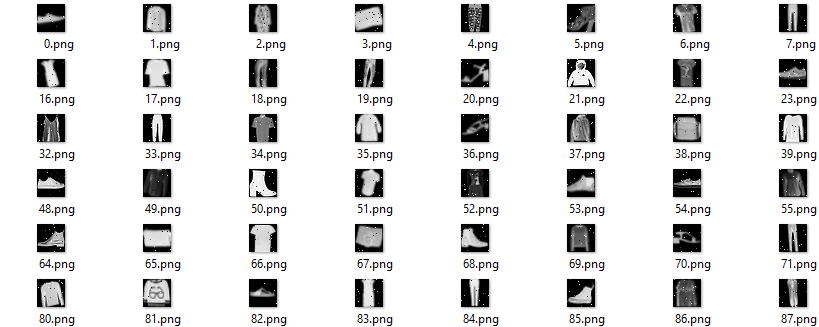 0.png 1.png 2.png 3.png 4.png 5.png 6.png 7.png
16.png 17.png 18.png 19.png 20.png 21.png 22.png 23.png
32.png 33.png 34.png 35.png 36.png 37.png 38.png 39.png
48.png 49.png 50.png 51.png 52.png 53.png 54.png 55.png
64.png 65.png 66.png 67.png 68.png 69.png 70.png 71.png
80.png 81.png 82.png 83.png 84.png 85.png 86.png 87.png